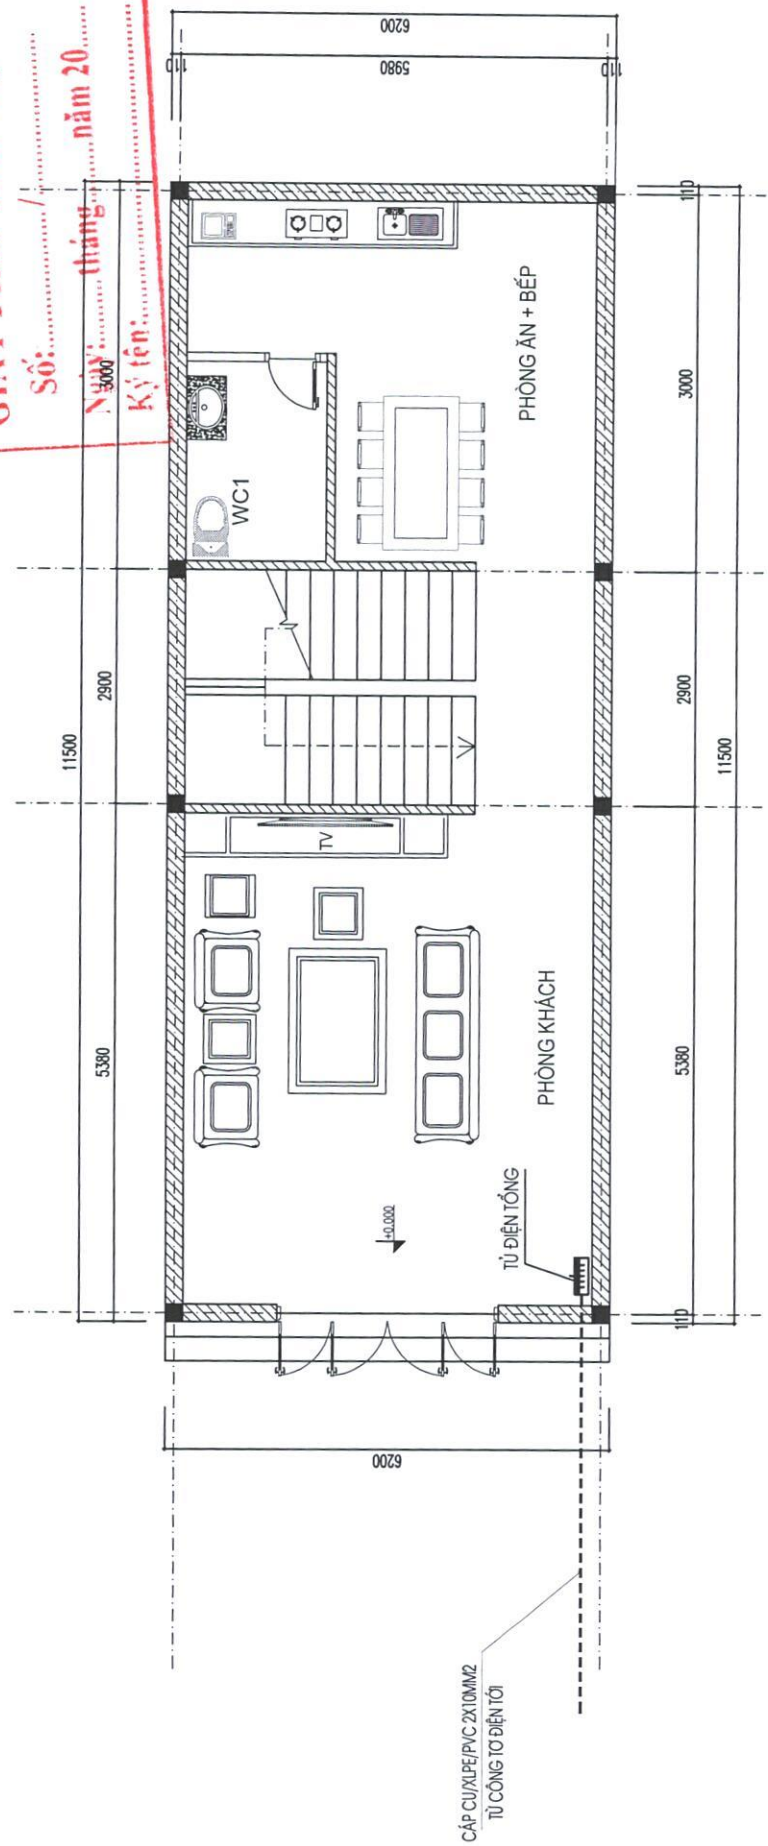 Số:............../..............
Ngày:........tháng........năm 20......
Ký tên:..............
11500
5380
2900
3000
6200
5980
110
110
WC1
PHÒNG ĂN + BẾP
TV
PHÒNG KHÁCH
±0.000
TỦ ĐIỆN TỔNG
6200
110
5380
2900
3000
110
11500
CÁP CU/XLPE/PVC 2X10MM2
TỪ CÔNG TƠ ĐIỆN TỚI